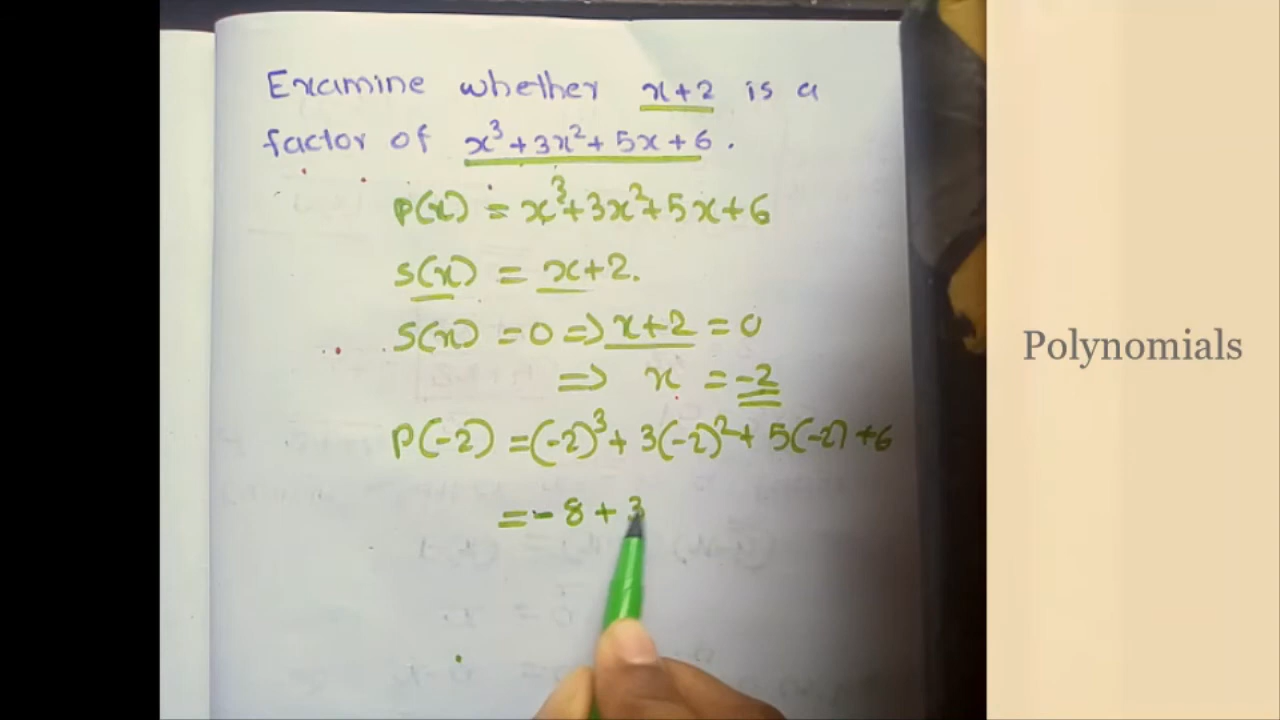 Examine whether x+2 is a
factor of x³+3x²+5x+6.
P(x) = x³+3x²+5x+6
S(x) = x+2.
S(x) = 0 => x+2 = 0
=> x = -2
P(-2) = (-2)³ + 3(-2)² + 5(-2) + 6
= -8 + 3
Polynomials